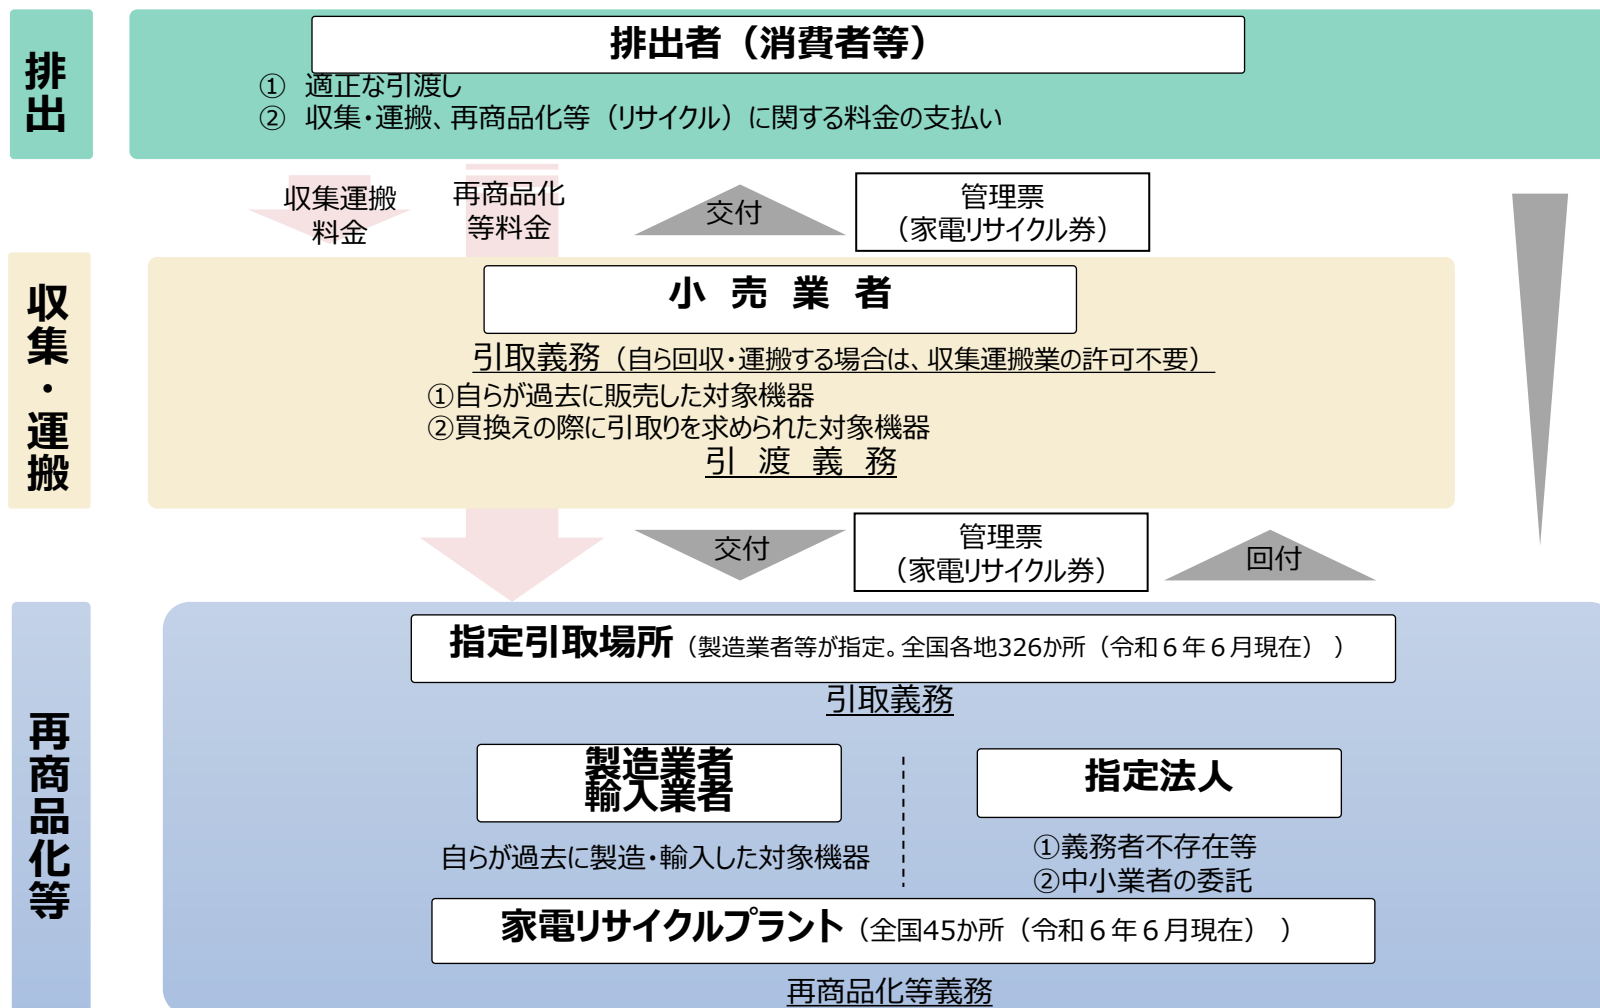 排出
排出者（消費者等）
① 適正な引渡し
② 収集・運搬、再商品化等（リサイクル）に関する料金の支払い
収集運搬
料金
再商品化
等料金
交付
管理票
（家電リサイクル券）
収集・運搬
小売業者
引取義務（自ら回収・運搬する場合は、収集運搬業の許可不要）
①自らが過去に販売した対象機器
②買換えの際に引取りを求められた対象機器
引渡義務
交付
管理票
（家電リサイクル券）
回付
再商品化等
指定引取場所（製造業者等が指定。全国各地326か所（令和６年６月現在））
引取義務
製造業者
輸入業者
自らが過去に製造・輸入した対象機器
指定法人
①義務者不存在等
②中小業者の委託
家電リサイクルプラント（全国45か所（令和６年６月現在））
再商品化等義務